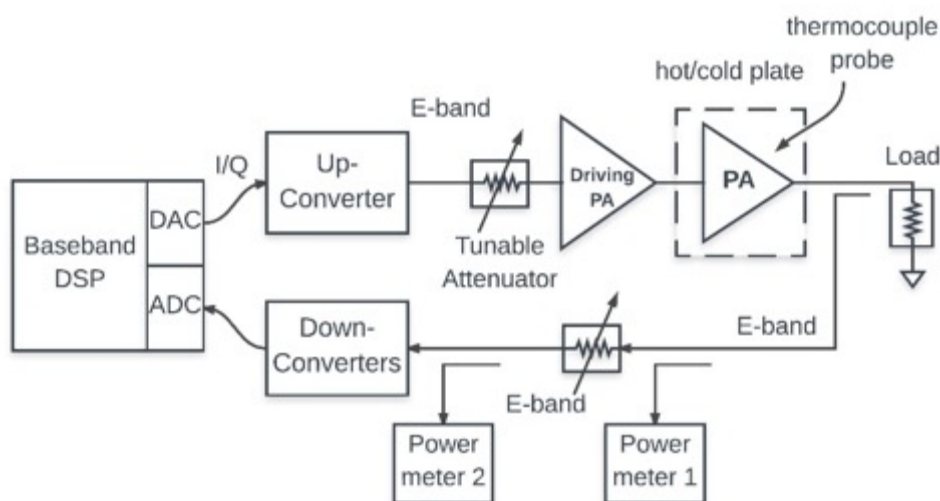 thermocouple
probe
hot/cold plate
E-band
I/Q
Up-
Converter
Driving
PA
PA
Load
Baseband
DSP
DAC
ADC
Tunable
Attenuator
Down-
Converters
E-band
E-band
Power
meter 2
Power
meter 1